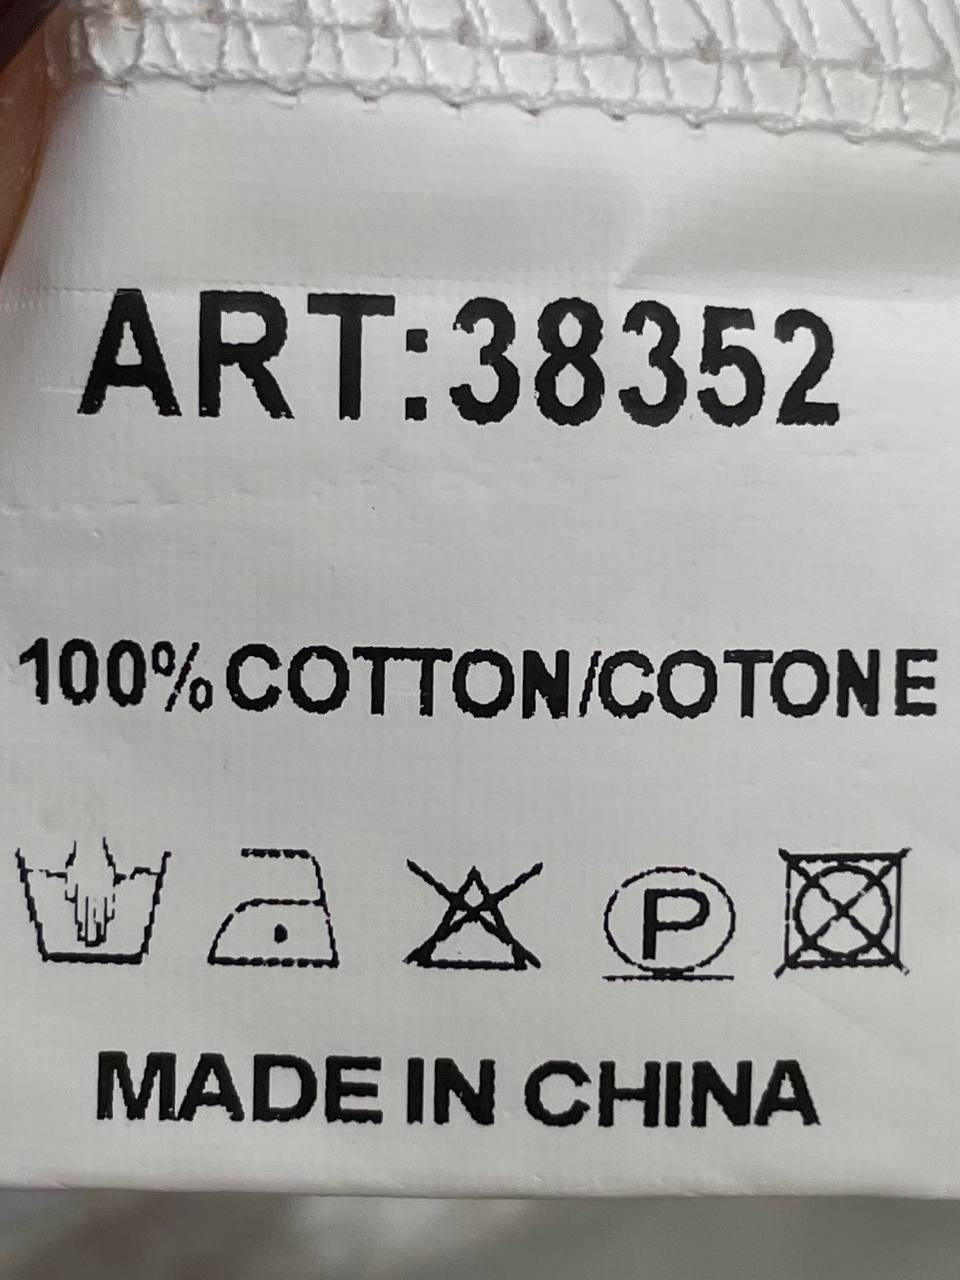 ART:38352
100% COTTON/COTONE
P
MADE IN CHINA